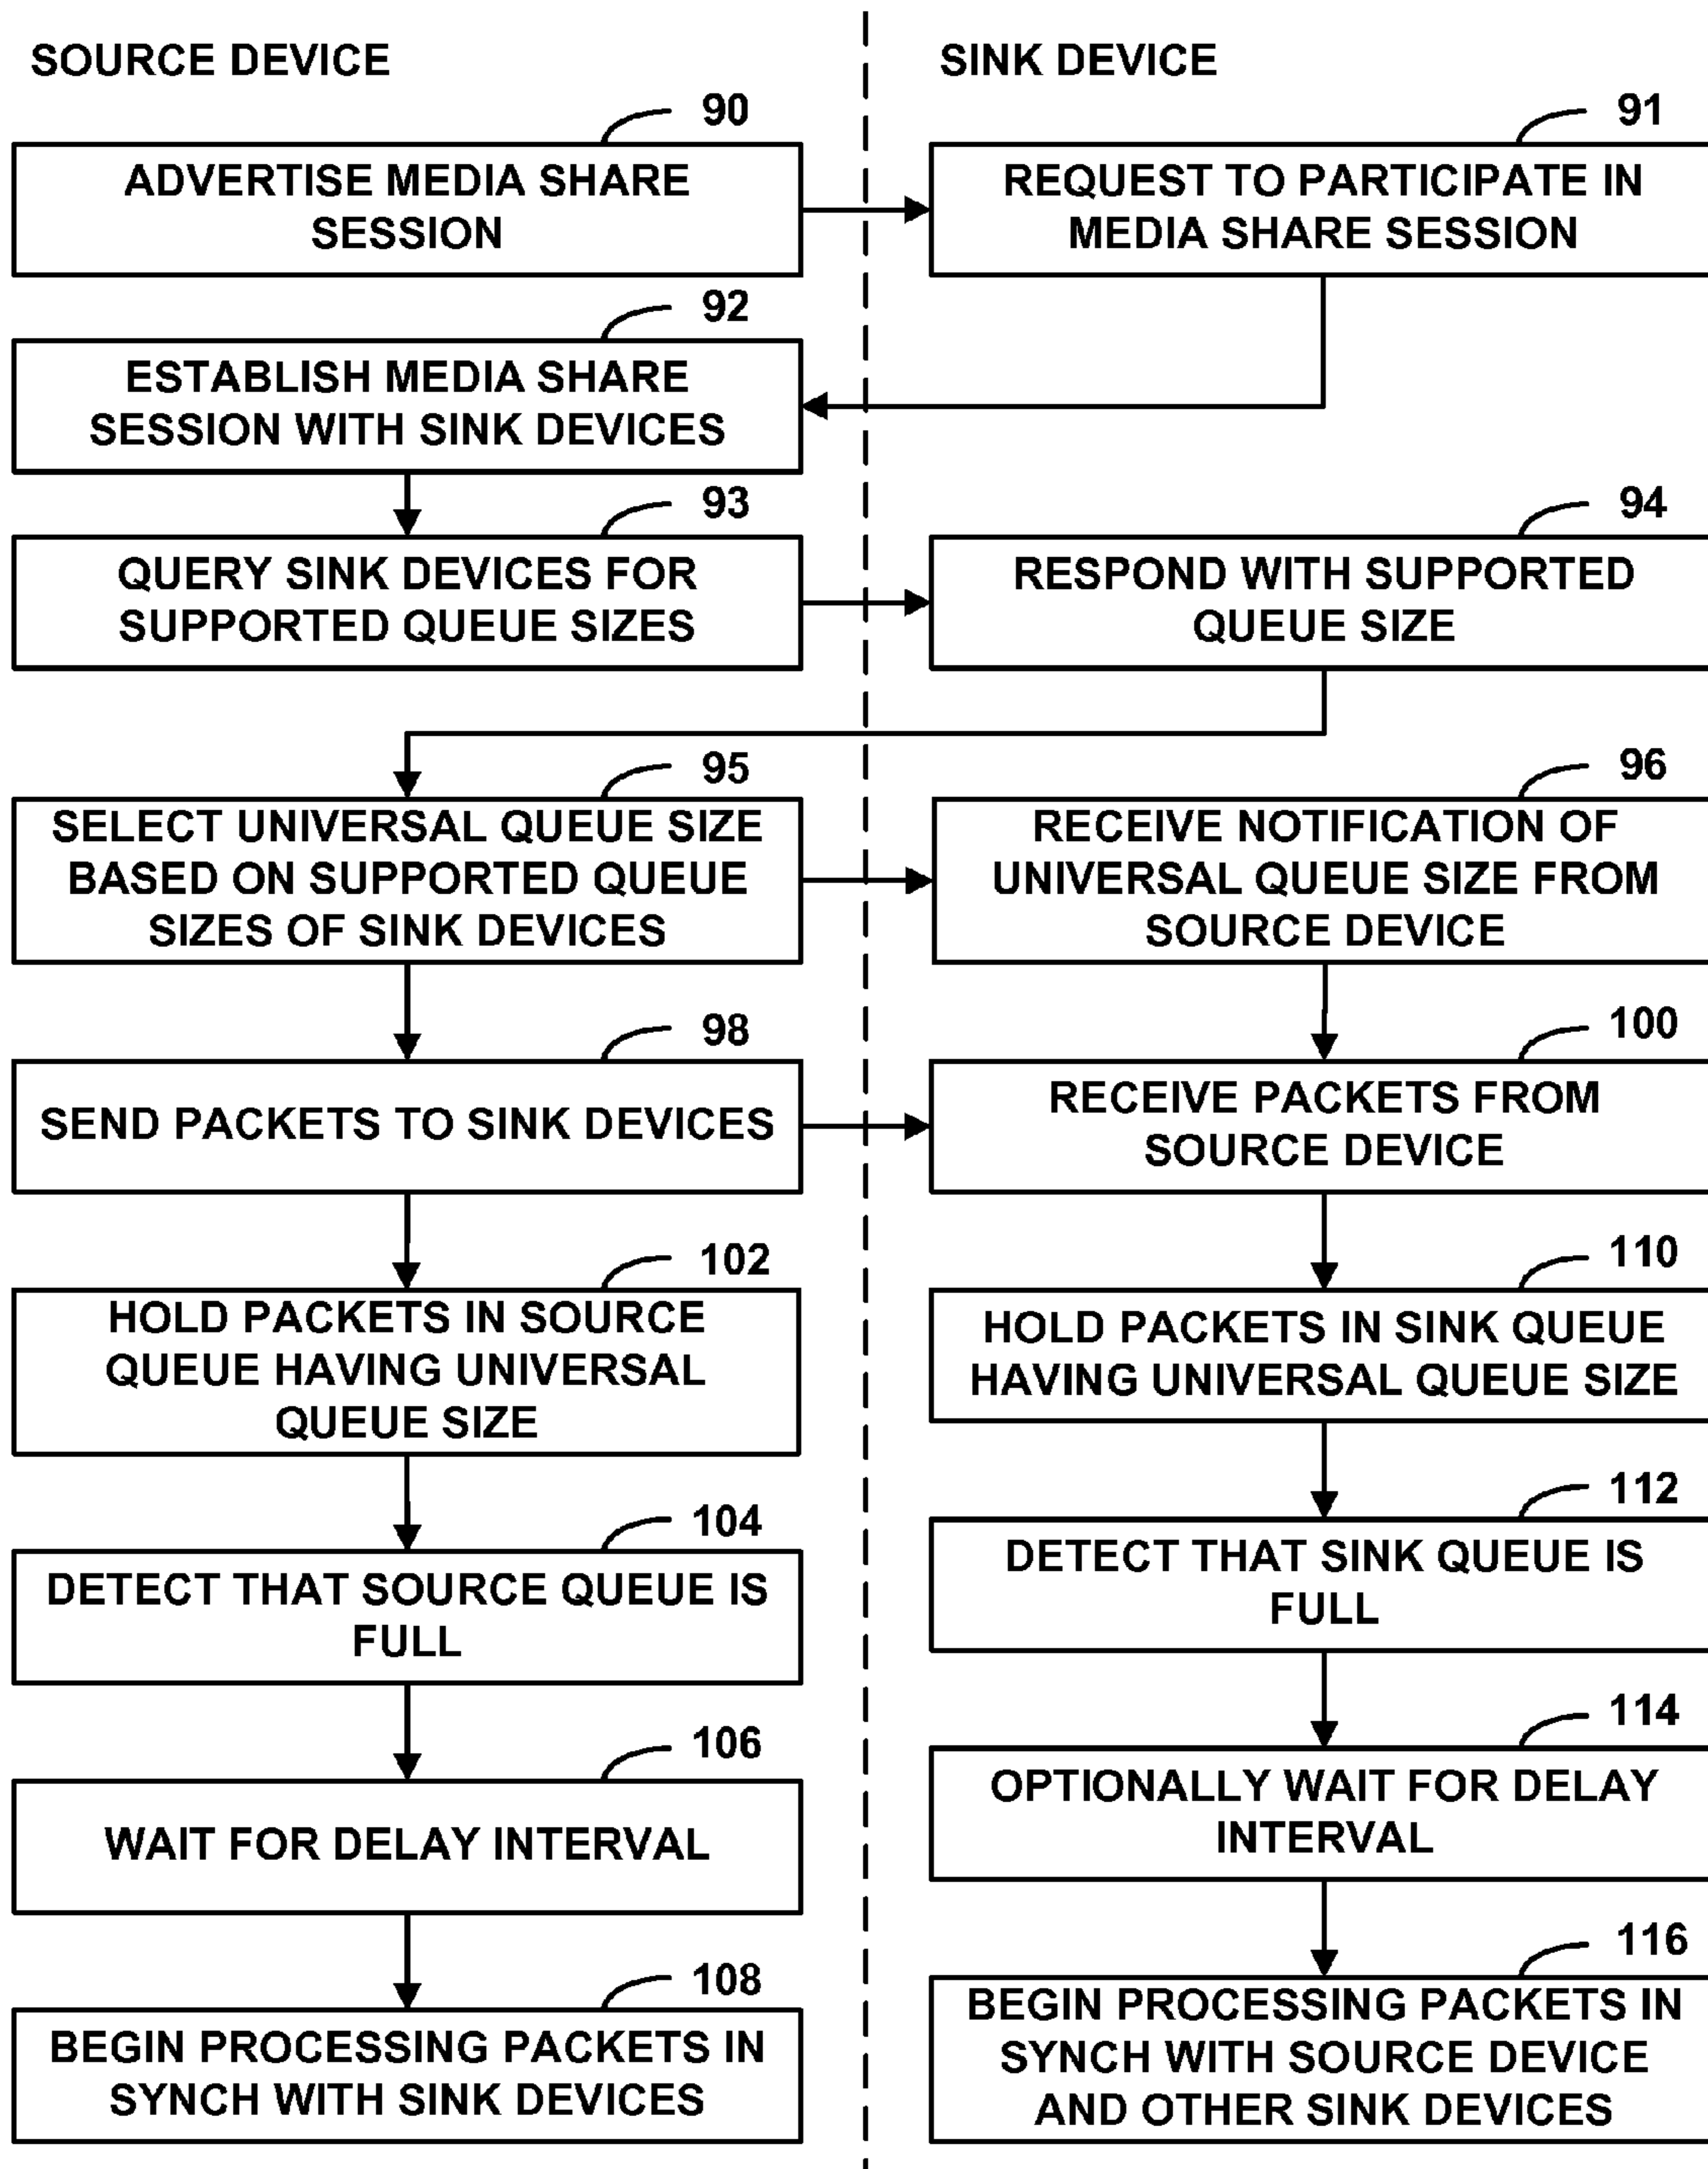 SOURCE DEVICE
SINK DEVICE
90
ADVERTISE MEDIA SHARE
SESSION
91
REQUEST TO PARTICIPATE IN
MEDIA SHARE SESSION
92
ESTABLISH MEDIA SHARE
SESSION WITH SINK DEVICES
93
QUERY SINK DEVICES FOR
SUPPORTED QUEUE SIZES
94
RESPOND WITH SUPPORTED
QUEUE SIZE
95
SELECT UNIVERSAL QUEUE SIZE
BASED ON SUPPORTED QUEUE
SIZES OF SINK DEVICES
96
RECEIVE NOTIFICATION OF
UNIVERSAL QUEUE SIZE FROM
SOURCE DEVICE
98
SEND PACKETS TO SINK DEVICES
100
RECEIVE PACKETS FROM
SOURCE DEVICE
102
HOLD PACKETS IN SOURCE
QUEUE HAVING UNIVERSAL
QUEUE SIZE
110
HOLD PACKETS IN SINK QUEUE
HAVING UNIVERSAL QUEUE SIZE
104
DETECT THAT SOURCE QUEUE IS
FULL
112
DETECT THAT SINK QUEUE IS
FULL
106
WAIT FOR DELAY INTERVAL
114
OPTIONALLY WAIT FOR DELAY
INTERVAL
108
BEGIN PROCESSING PACKETS IN
SYNCH WITH SINK DEVICES
116
BEGIN PROCESSING PACKETS IN
SYNCH WITH SOURCE DEVICE
AND OTHER SINK DEVICES